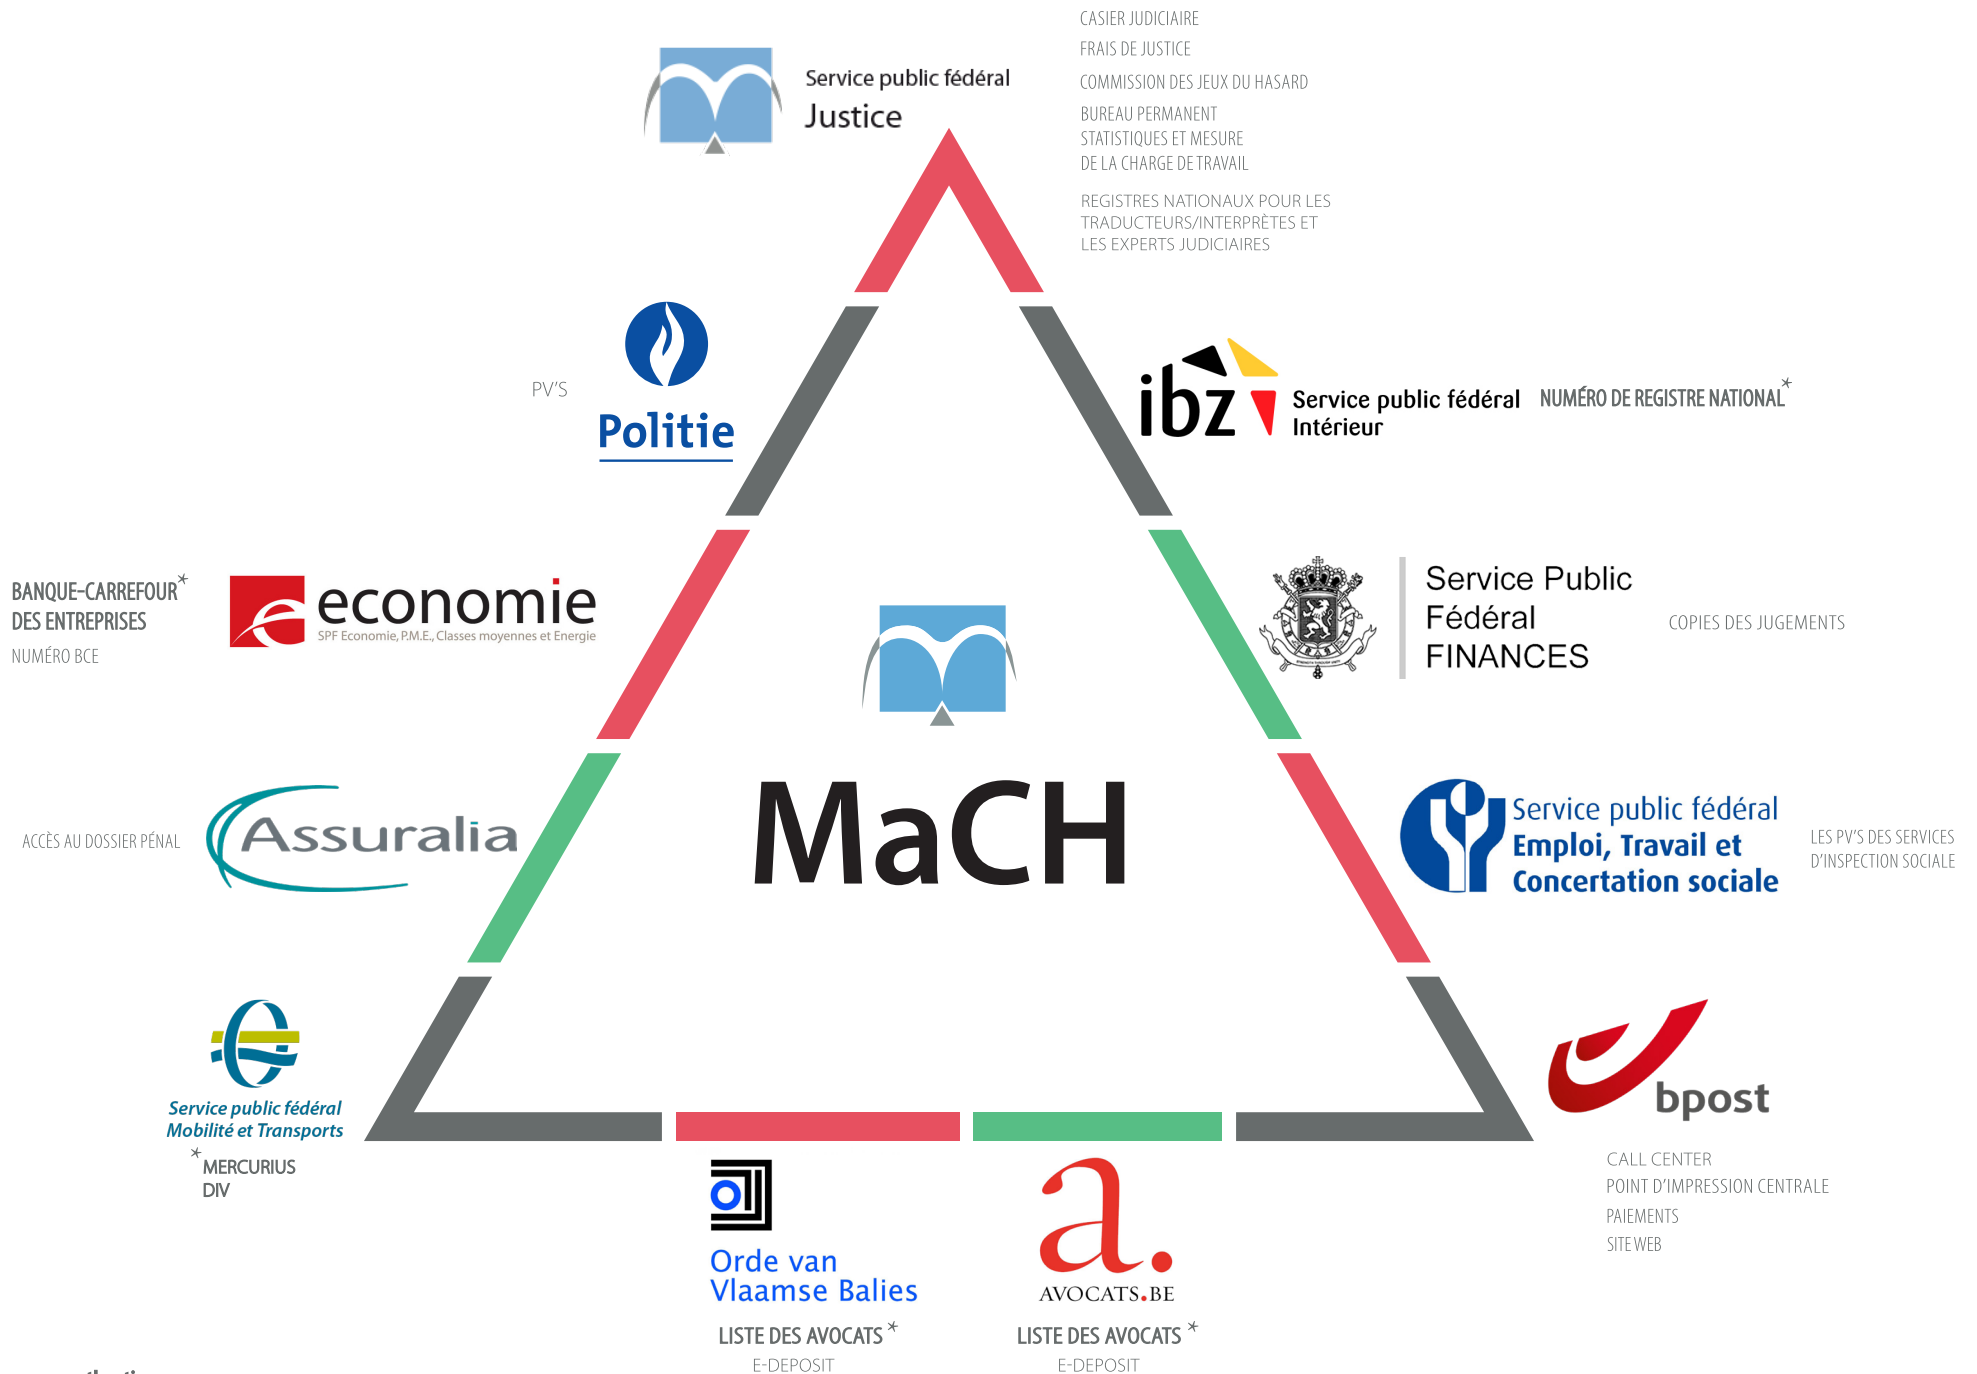 CASIER JUDICIAIRE
FRAIS DE JUSTICE
COMMISSION DES JEUX DU HASARD
BUREAU PERMANENT
STATISTIQUES ET MESURE
DE LA CHARGE DE TRAVAIL
REGISTRES NATIONAUX POUR LES
TRADUCTEURS/INTERPRÈTES ET
LES EXPERTS JUDICIAIRES
Service public fédéral
Justice
PV'S
Politie
ibz
Service public fédéral
Intérieur
NUMÉRO DE REGISTRE NATIONAL*
BANQUE-CARREFOUR*
DES ENTREPRISES
NUMÉRO BCE
economie
SPF Economie, P.M.E., Classes moyennes et Energie
Service Public
Fédéral
FINANCES
COPIES DES JUGEMENTS
MaCH
ACCÈS AU DOSSIER PÉNAL
Assuralia
Service public fédéral
Emploi, Travail et
Concertation sociale
LES PV'S DES SERVICES
D'INSPECTION SOCIALE
Service public fédéral
Mobilité et Transports
*MERCURIUS
DIV
bpost
CALL CENTER
POINT D'IMPRESSION CENTRALE
PAIEMENTS
SITE WEB
Orde van
Vlaamse Balies
LISTE DES AVOCATS *
E-DEPOSIT
a.
AVOCATS.BE
LISTE DES AVOCATS *
E-DEPOSIT